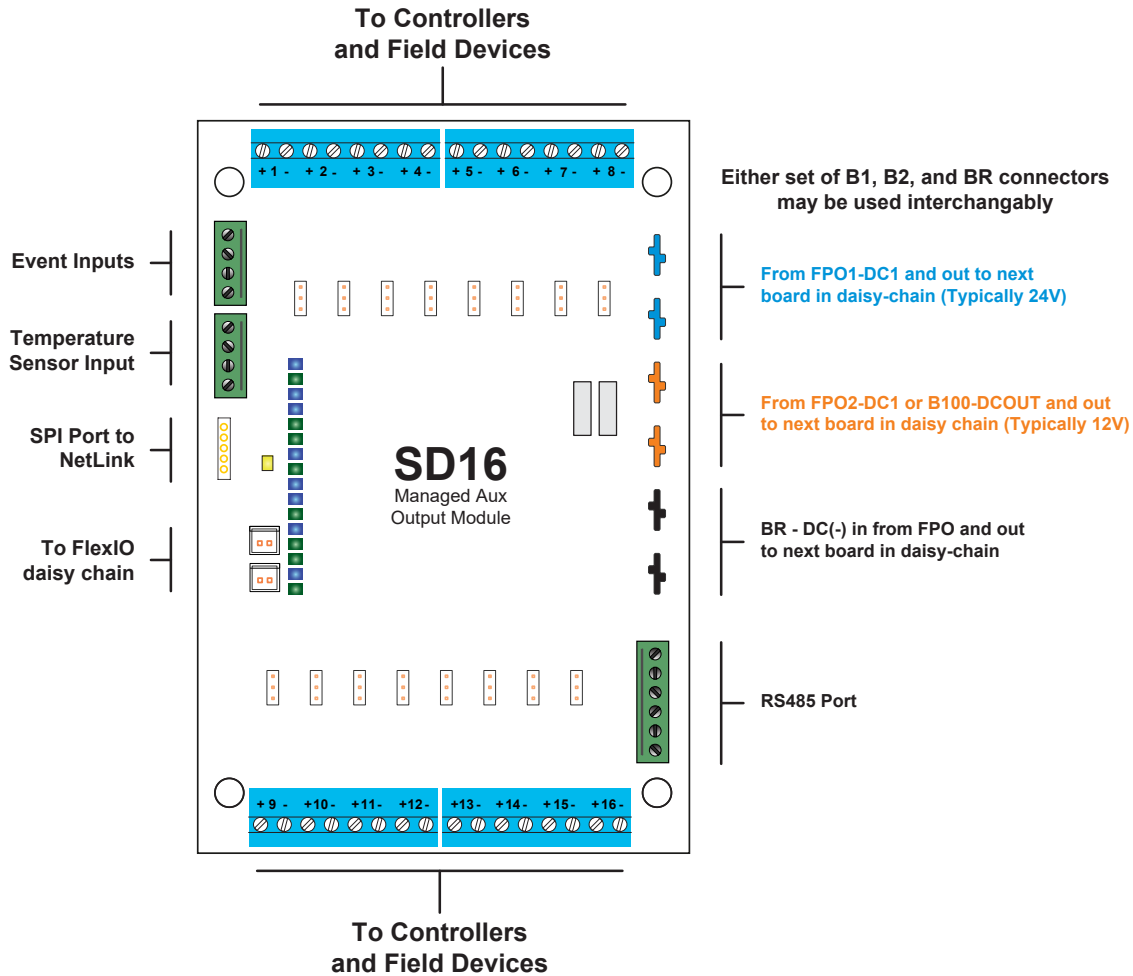 To Controllers
and Field Devices
+ 1 - + 2 - + 3 - + 4 - + 5 - + 6 - + 7 - + 8 -
Either set of B1, B2, and BR connectors
may be used interchangably
Event Inputs
From FPO1-DC1 and out to next
board in daisy-chain (Typically 24V)
Temperature
Sensor Input
From FPO2-DC1 or B100-DCOUT and out
to next board in daisy chain (Typically 12V)
SPI Port to
NetLink
SD16
Managed Aux
Output Module
BR - DC(-) in from FPO and out
to next board in daisy-chain
To FlexIO
daisy chain
RS485 Port
+ 9 - +10- +11- +12- +13- +14- +15- +16-
To Controllers
and Field Devices